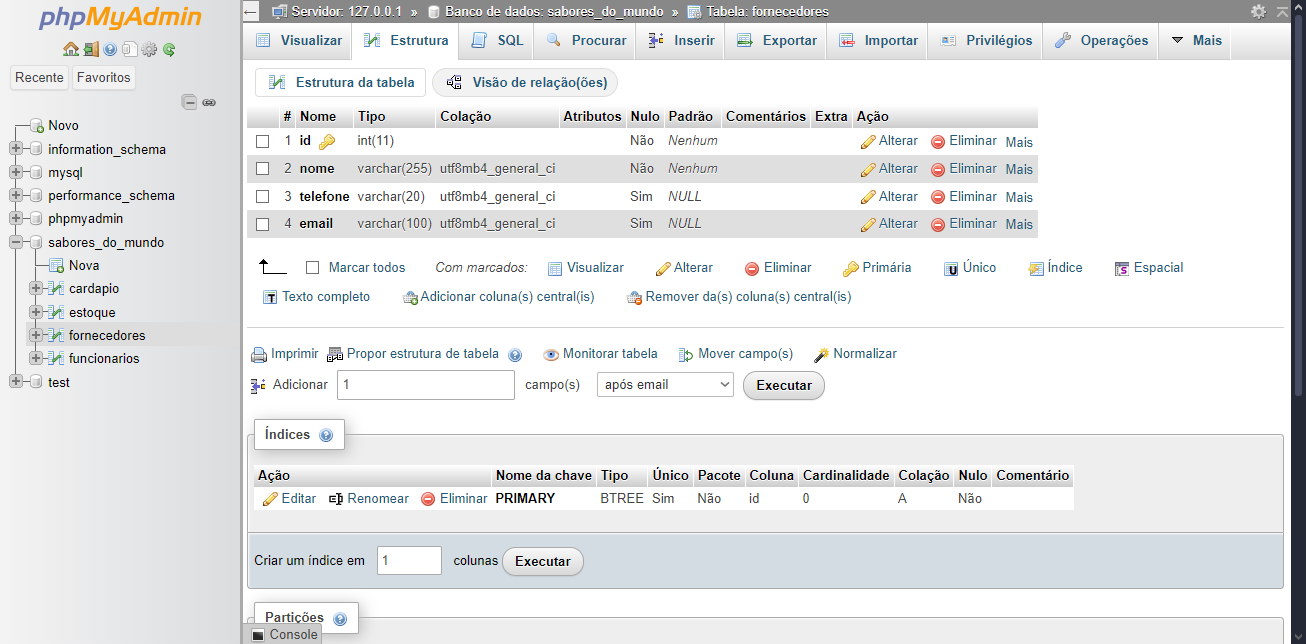 phpMyAdmin
Recente Favoritos
Novo
information_schema
mysql
performance_schema
phpmyadmin
sabores_do_mundo
Nova
cardapio
estoque
fornecedores
funcionarios
test
Servidor: 127.0.0.1 » Banco de dados: sabores_do_mundo » Tabela: fornecedores
Visualizar Estrutura SQL Procurar Inserir Exportar Importar Privilégios Operações Mais
Estrutura da tabela Visão de relação(ões)
# Nome Tipo Colação Atributos Nulo Padrão Comentários Extra Ação
1 id int(11) Não Nenhum Alterar Eliminar Mais
2 nome varchar(255) utf8mb4_general_ci Não Nenhum Alterar Eliminar Mais
3 telefone varchar(20) utf8mb4_general_ci Sim NULL Alterar Eliminar Mais
4 email varchar(100) utf8mb4_general_ci Sim NULL Alterar Eliminar Mais
Marcar todos Com marcados: Visualizar Alterar Eliminar Primária Único Índice Espacial
Texto completo Adicionar coluna(s) central(is) Remover da(s) coluna(s) central(is)
Imprimir Propor estrutura de tabela Monitorar tabela Mover campo(s) Normalizar
Adicionar 1 campo(s) após email Executar
Índices
Ação Nome da chave Tipo Único Pacote Coluna Cardinalidade Colação Nulo Comentário
Editar Renomear Eliminar PRIMARY BTREE Sim Não id 0 A Não
Criar um índice em 1 colunas Executar
Partições
Console